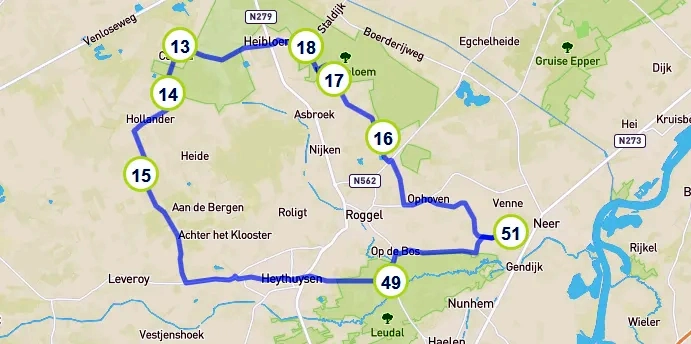 N279
Venloseweg
Staldijk
Boerderijweg
13
Heibloem
18
Egchelheide
Gruise Epper
17
Dijk
14
Hollander
Asbroek
16
Hei
Kruisbe
N273
Nijken
Heide
15
N562
Ophoven
Venne
Aan de Bergen
Roligt
Roggel
Neer
51
Achter het Klooster
Op de Bos
Rijkel
Gendijk
Leveroy
Heythuysen
49
Nunhem
Wieler
Vestjenshoek
Leudal
Haelen